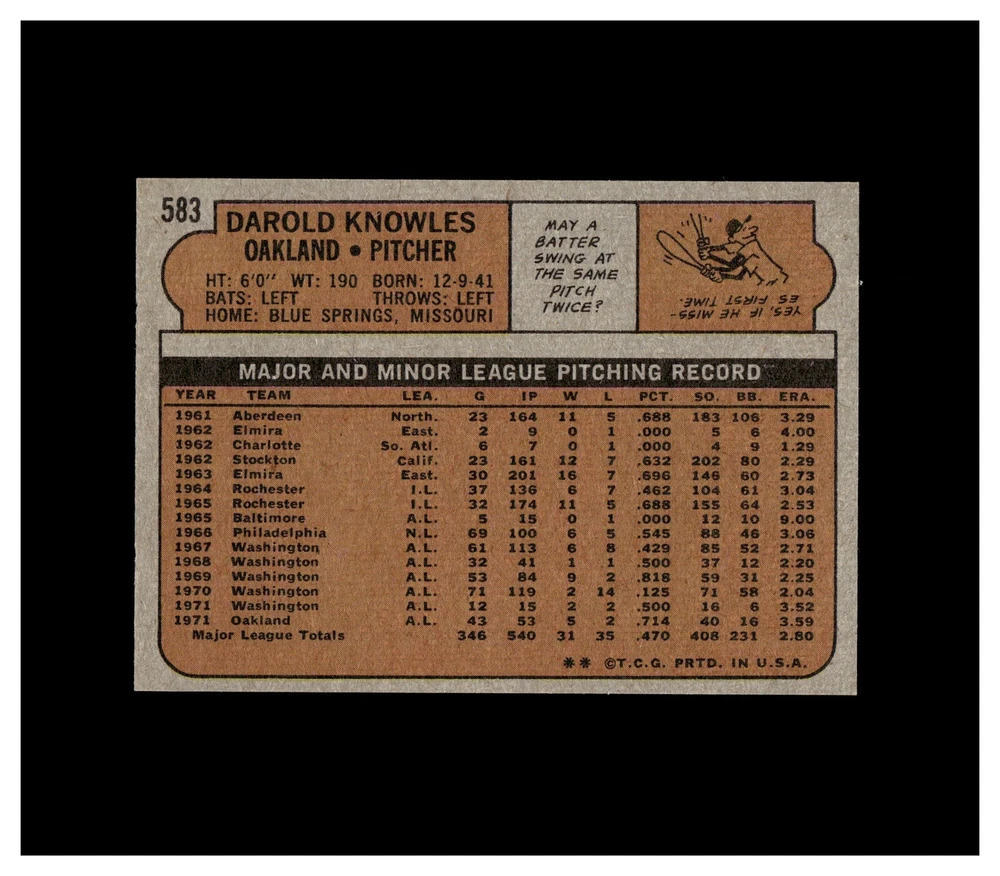 583
DAROLD KNOWLES
OAKLAND • PITCHER
HT: 6'0" WT: 190 BORN: 12-9-41
BATS: LEFT THROWS: LEFT
HOME: BLUE SPRINGS, MISSOURI
MAY A
BATTER
SWING AT
THE SAME
PITCH
TWICE?
YES, IF HE MISS-
ES FIRST TIME.
MAJOR AND MINOR LEAGUE PITCHING RECORD
YEAR TEAM LEA. G IP W L PCT. SO. BB. ERA.
1961 Aberdeen North. 23 164 11 5 .688 183 106 3.29
1962 Elmira East. 2 9 0 1 .000 5 6 4.00
1962 Charlotte So. Atl. 6 7 0 1 .000 4 9 1.29
1962 Stockton Calif. 23 161 12 7 .632 202 80 2.29
1963 Elmira East. 30 201 16 7 .696 146 60 2.73
1964 Rochester I.L. 37 136 6 7 .462 104 61 3.04
1965 Rochester I.L. 32 174 11 5 .688 155 64 2.53
1965 Baltimore A.L. 5 15 0 1 .000 12 10 9.00
1966 Philadelphia N.L. 69 100 6 5 .545 88 46 3.06
1967 Washington A.L. 61 113 6 8 .429 85 52 2.71
1968 Washington A.L. 32 41 1 1 .500 37 12 2.20
1969 Washington A.L. 53 84 9 2 .818 59 31 2.25
1970 Washington A.L. 71 119 2 14 .125 71 58 2.04
1971 Washington A.L. 12 15 2 2 .500 16 6 3.52
1971 Oakland A.L. 43 53 5 2 .714 40 16 3.59
Major League Totals 346 540 31 35 .470 408 231 2.80
** ©T.C.G. PRTD. IN U.S.A.